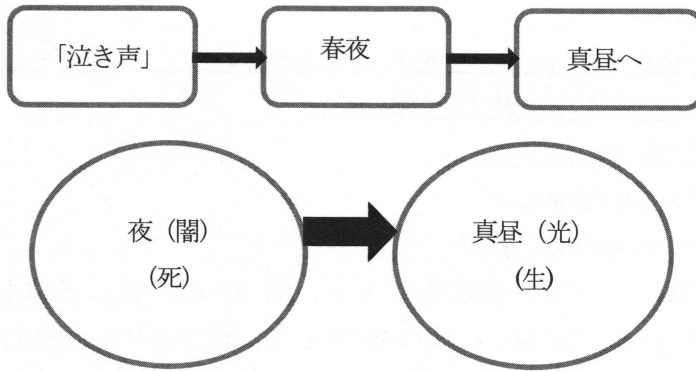 「泣き声」
春夜
真昼へ
夜（闇）
（死）
真昼（光）
（生）